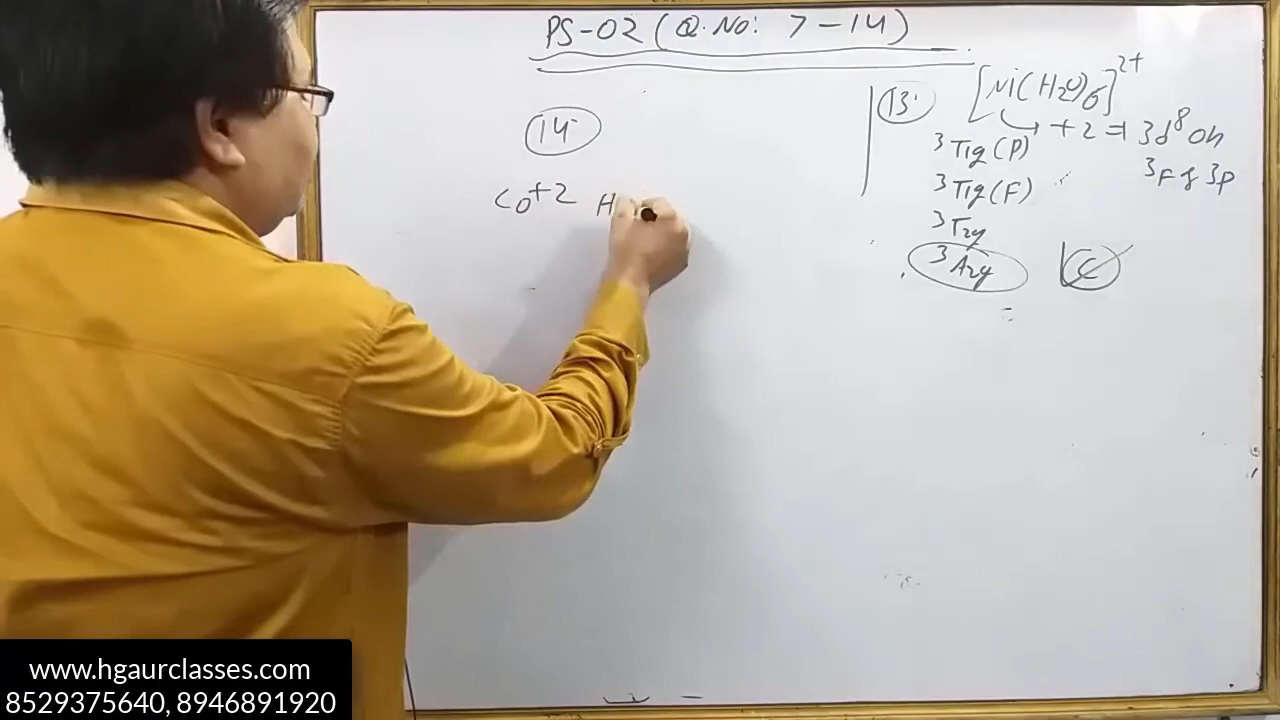 PS-02 (Q.No: 7-14)
14
Co+2 H
13
[Ni(H2O)6]2+
+2 ⇒ 3d8 Oh
3T1g(P)
3F & 3P
3T1g(F)
3T2g
3A2g
C
www.hgaurclasses.com
8529375640, 8946891920